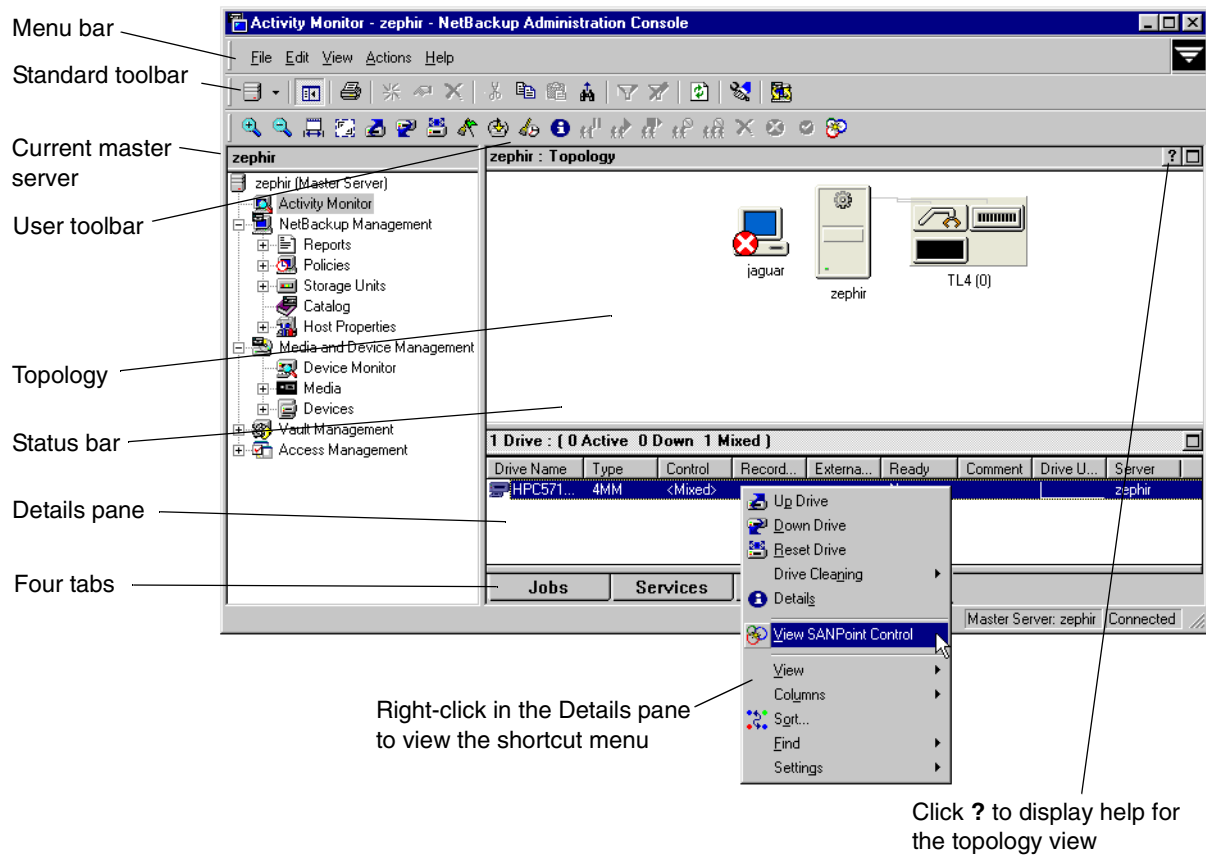 Menu bar
Standard toolbar
Current master
server
User toolbar
Topology
Status bar
Details pane
Four tabs
Activity Monitor - zephir - NetBackup Administration Console
File Edit View Actions Help
zephir
zephir (Master Server)
Activity Monitor
NetBackup Management
Reports
Policies
Storage Units
Catalog
Host Properties
Media and Device Management
Device Monitor
Media
Devices
Vault Management
Access Management
zephir : Topology ?
jaguar
zephir
TL4 (0)
1 Drive : ( 0 Active 0 Down 1 Mixed )
Drive Name Type Control Record... Externa... Ready Comment Drive U... Server
HPC571... 4MM <Mixed> zephir
Jobs Services
Up Drive
Down Drive
Reset Drive
Drive Cleaning
Details
View SANPoint Control
View
Columns
Sort...
Find
Settings
Master Server: zephir Connected
Right-click in the Details pane
to view the shortcut menu
Click ? to display help for
the topology view